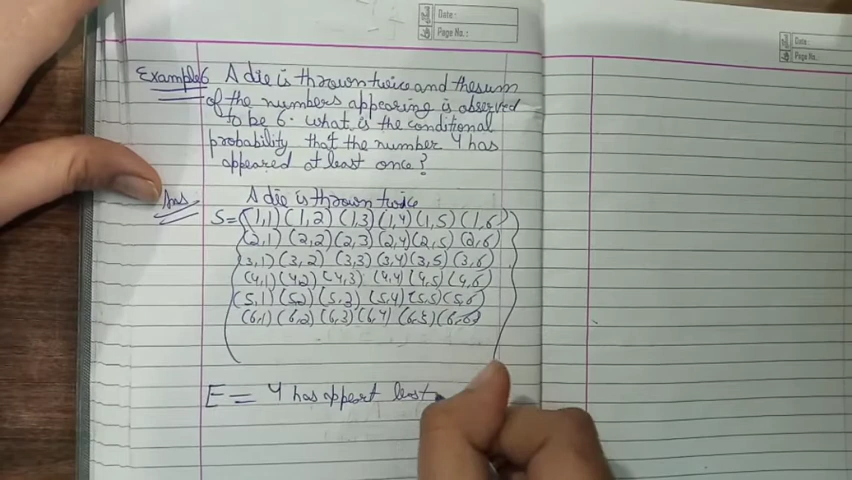 Date:
Page No.:
Date:
Page No.:
Example 6 A die is thrown twice and the sum
of the numbers appearing is observed
to be 6. what is the conditional
probability that the number 4 has
appeared at least once?
Ans A die is thrown twice
S={(1,1) (1,2) (1,3) (1,4) (1,5) (1,6)
(2,1) (2,2) (2,3) (2,4) (2,5) (2,6)
(3,1) (3,2) (3,3) (3,4) (3,5) (3,6)
(4,1) (4,2) (4,3) (4,4) (4,5) (4,6)
(5,1) (5,2) (5,3) (5,4) (5,5) (5,6)
(6,1) (6,2) (6,3) (6,4) (6,5) (6,6)}
E = 4 has appeart least